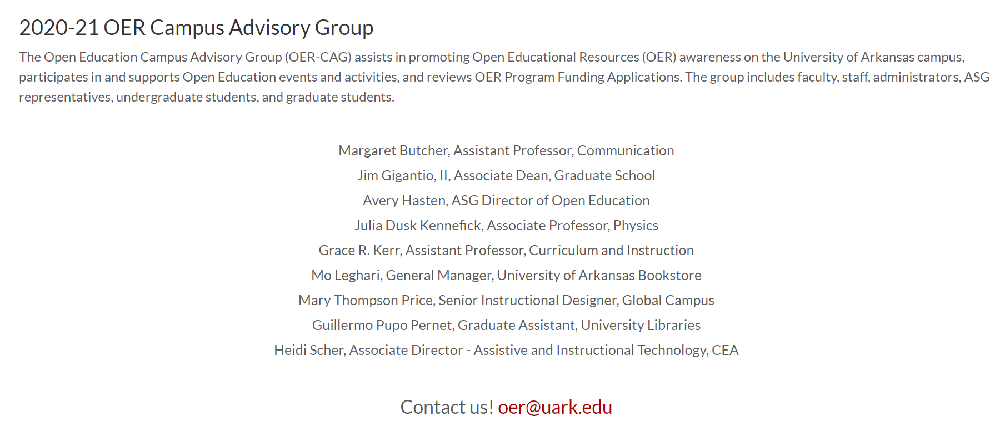 2020-21 OER Campus Advisory Group
The Open Education Campus Advisory Group (OER-CAG) assists in promoting Open Educational Resources (OER) awareness on the University of Arkansas campus,
participates in and supports Open Education events and activities, and reviews OER Program Funding Applications. The group includes faculty, staff, administrators, ASG
representatives, undergraduate students, and graduate students.
Margaret Butcher, Assistant Professor, Communication
Jim Gigantio, II, Associate Dean, Graduate School
Avery Hasten, ASG Director of Open Education
Julia Dusk Kennefick, Associate Professor, Physics
Grace R. Kerr, Assistant Professor, Curriculum and Instruction
Mo Leghari, General Manager, University of Arkansas Bookstore
Mary Thompson Price, Senior Instructional Designer, Global Campus
Guillermo Pupo Pernet, Graduate Assistant, University Libraries
Heidi Scher, Associate Director - Assistive and Instructional Technology, CEA
Contact us! oer@uark.edu